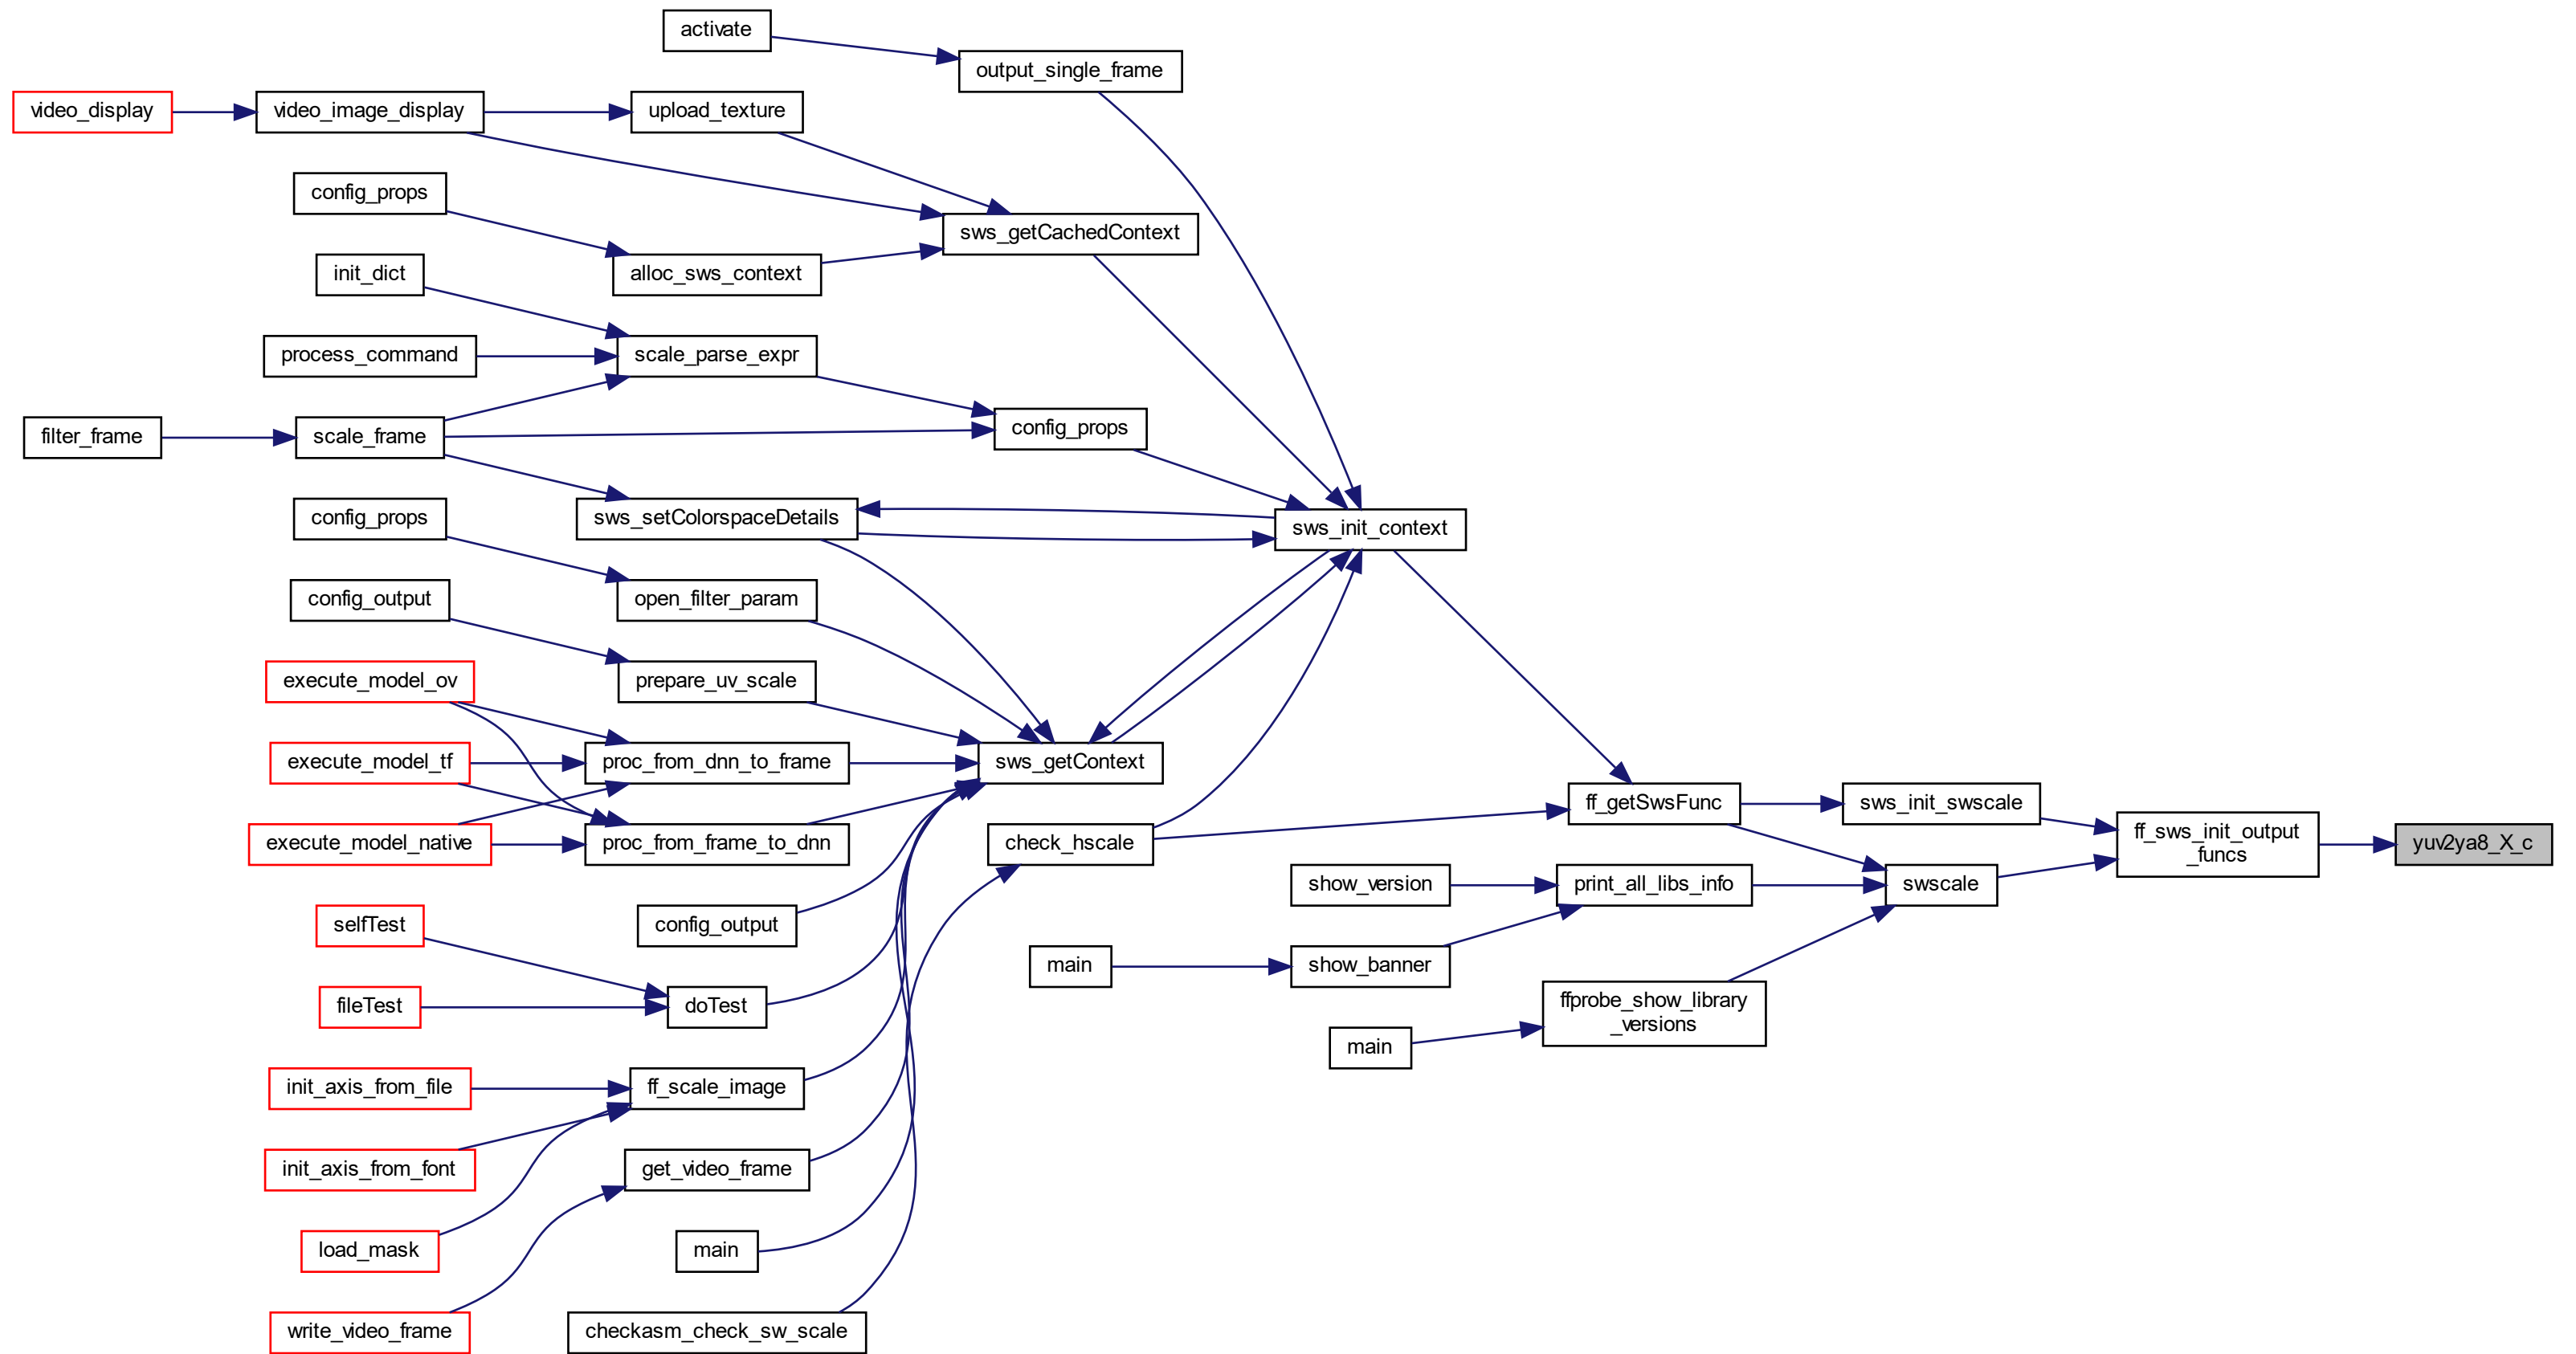 activate
output_single_frame
video_display
video_image_display
upload_texture
config_props
sws_getCachedContext
init_dict
alloc_sws_context
process_command
scale_parse_expr
filter_frame
scale_frame
config_props
config_props
sws_setColorspaceDetails
sws_init_context
config_output
open_filter_param
execute_model_ov
prepare_uv_scale
execute_model_tf
proc_from_dnn_to_frame
sws_getContext
ff_getSwsFunc
sws_init_swscale
execute_model_native
proc_from_frame_to_dnn
check_hscale
ff_sws_init_output
_funcs
yuv2ya8_X_c
show_version
print_all_libs_info
swscale
selfTest
config_output
main
show_banner
fileTest
doTest
ffprobe_show_library
_versions
main
init_axis_from_file
ff_scale_image
init_axis_from_font
get_video_frame
load_mask
main
write_video_frame
checkasm_check_sw_scale